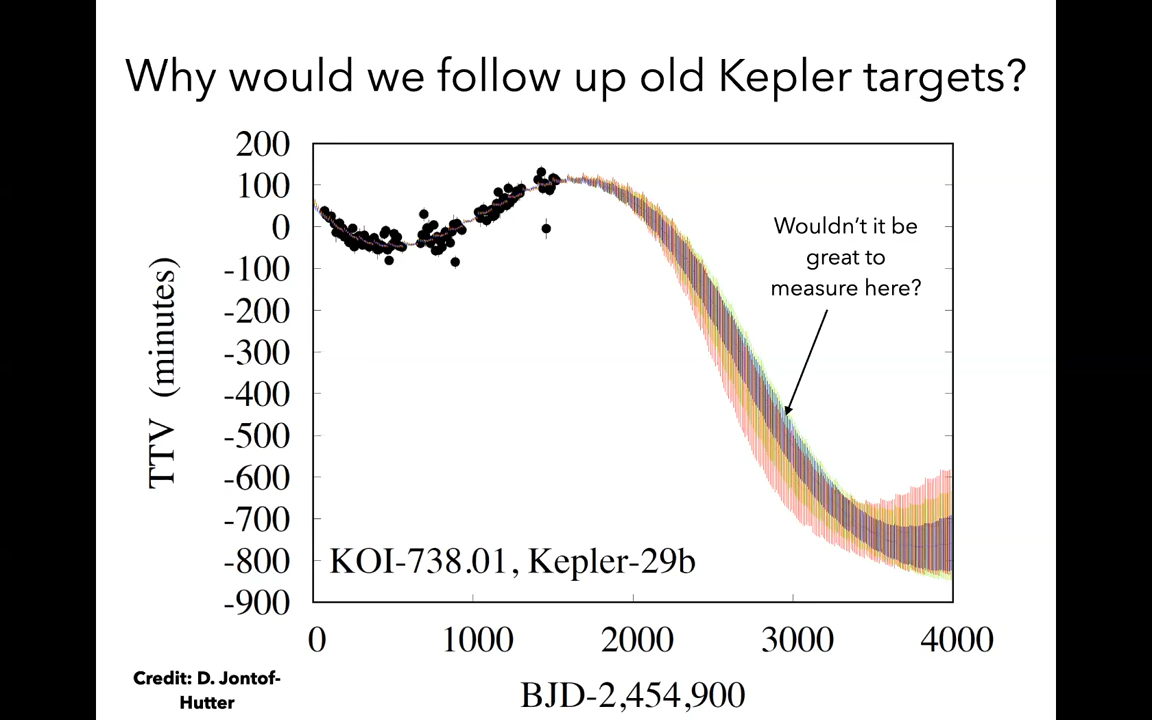 Why would we follow up old Kepler targets?
200
100
0
-100
-200
-300
-400
-500
-600
-700
-800
-900
TTV (minutes)
Wouldn’t it be
great to
measure here?
KOI-738.01, Kepler-29b
0 1000 2000 3000 4000
BJD-2,454,900
Credit: D. Jontof-
Hutter